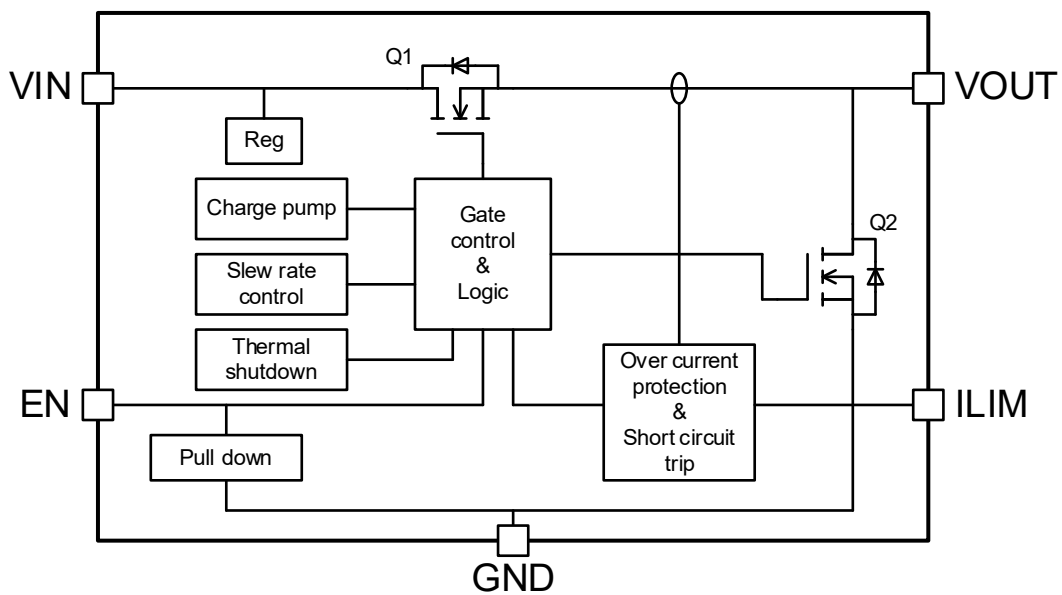 Q1
VIN
VOUT
Reg
Charge pump
Gate
control
&
Logic
Q2
Slew rate
control
Thermal
shutdown
Over current
protection
&
Short circuit
trip
EN
ILIM
Pull down
GND